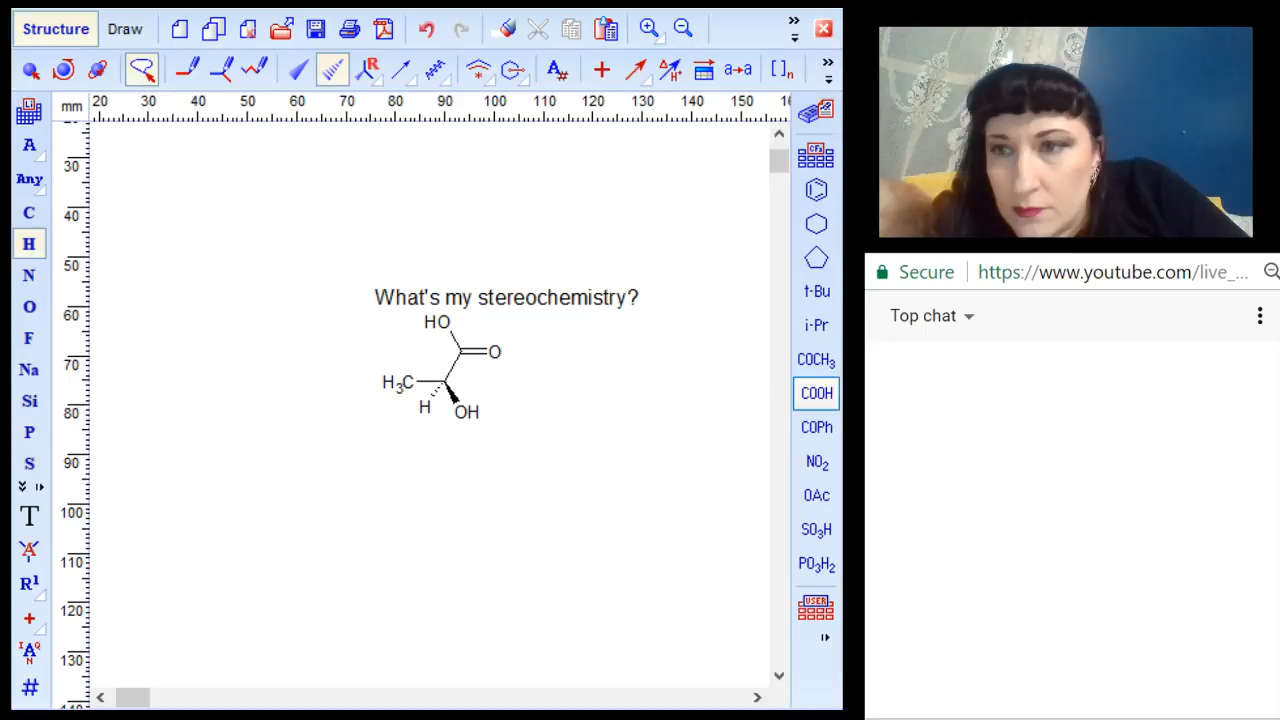 Structure Draw
mm 20 30 40 50 60 70 80 90 100 110 120 130 140 150
a→a
[ ]n
Any
C
H
N
O
F
Na
Si
P
S
T
A
R1
#
30
40
50
60
70
80
90
100
110
120
130
What's my stereochemistry?
HO
O
H3C
H
OH
CF3
t-Bu
i-Pr
COCH3
COOH
COPh
NO2
OAc
SO3H
PO3H2
USER
Secure https://www.youtube.com/live_...
Top chat